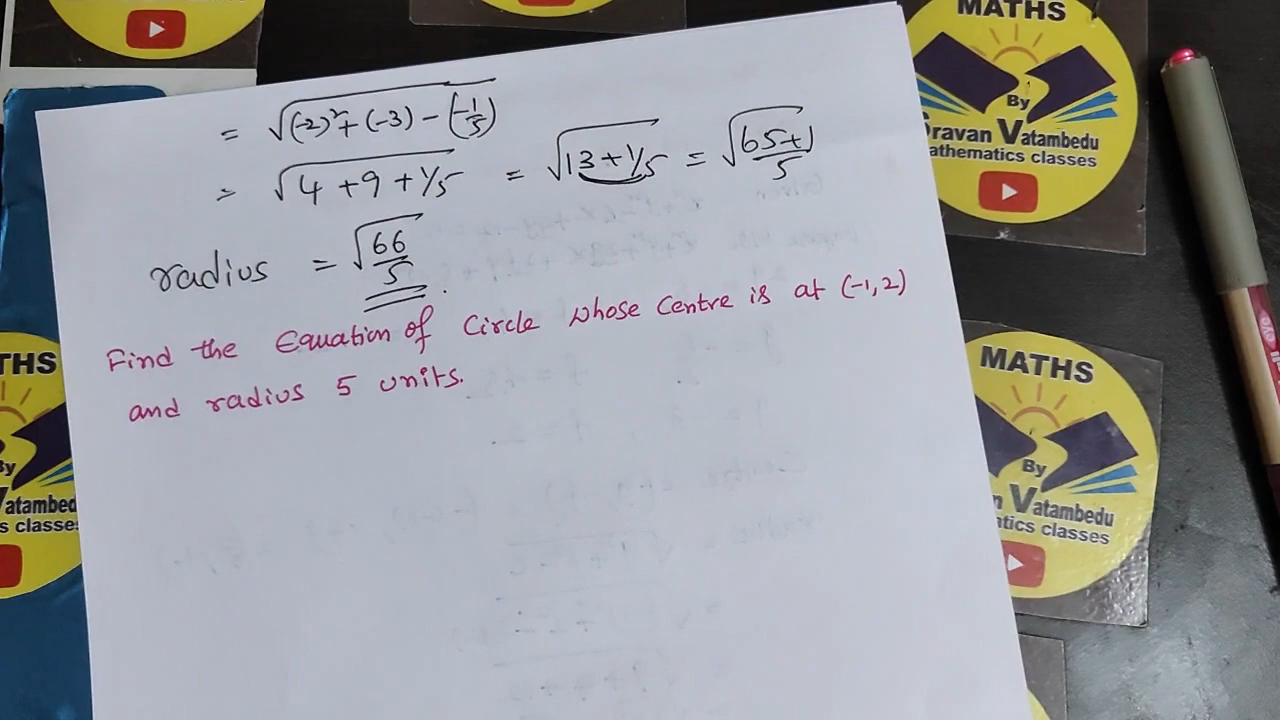 = √(-2)²+(-3) - (-1/5)
= √4 + 9 + 1/5 = √13 + 1/5 = √65+1/5
radius = √66/5.
Find the Equation of Circle whose Centre is at (-1,2)
and radius 5 units.
MATHS
By
Sravan Vatambedu
athematics classes
MATHS
By
n Vatambedu
atics classes
THS
By
Vatambed
s classes